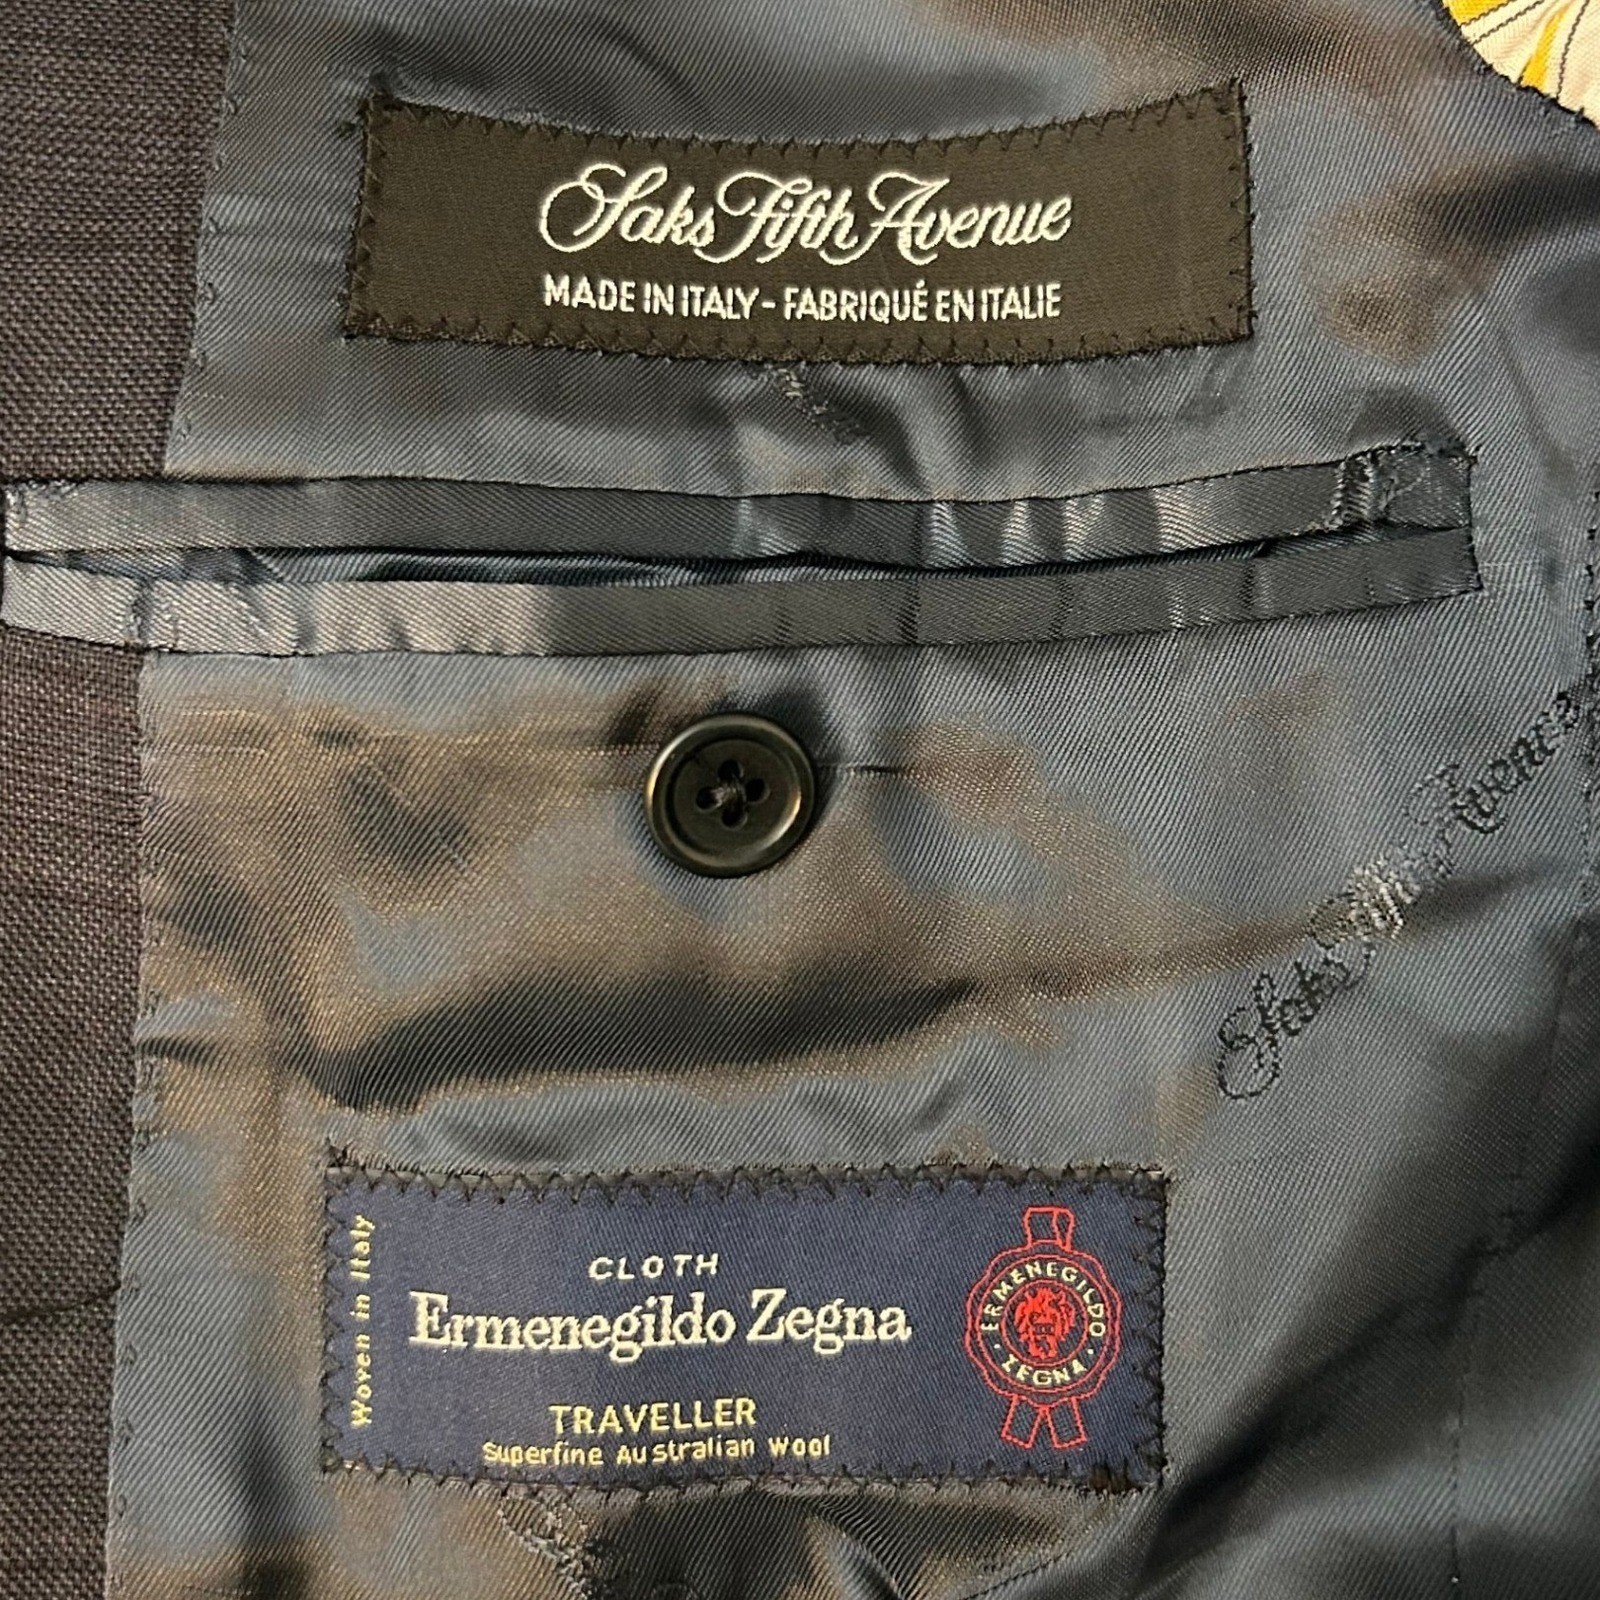 Saks Fifth Avenue
MADE IN ITALY - FABRIQUÉ EN ITALIE
Saks Fifth Avenue
Woven in Italy
CLOTH
Ermenegildo Zegna
TRAVELLER
Superfine Australian Wool
ERMENEGILDO
· ZEGNA ·